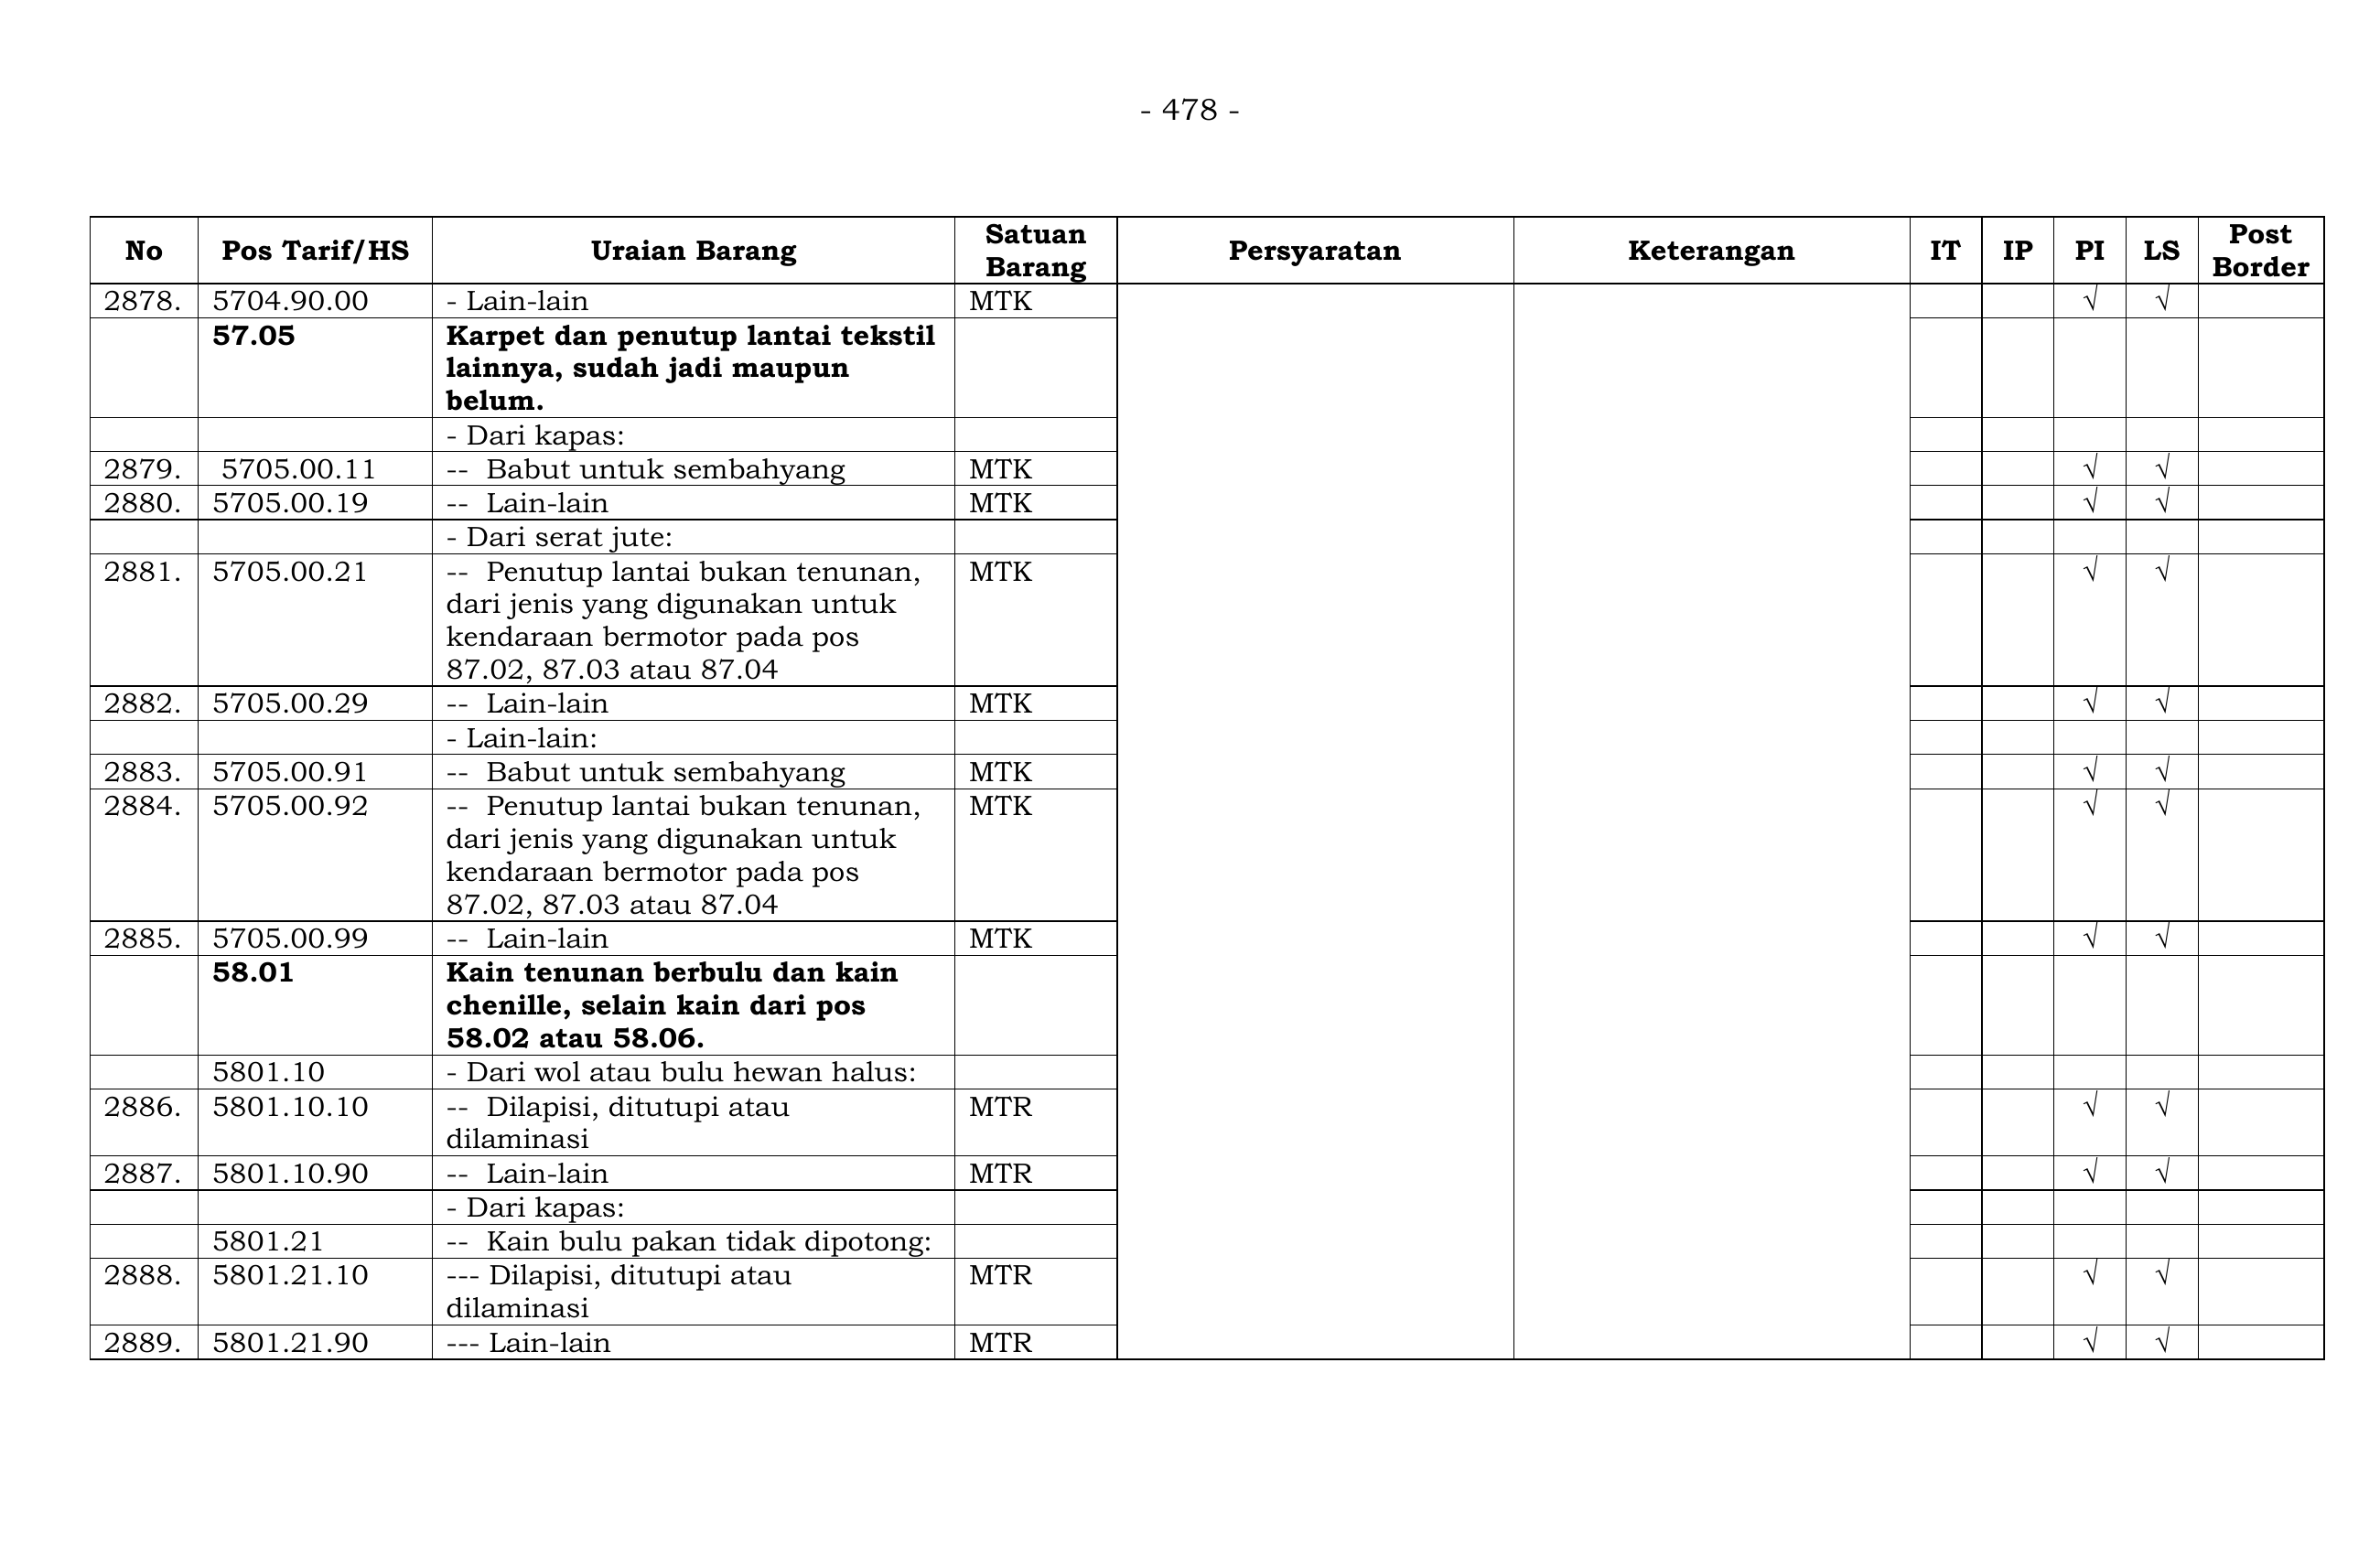 - 478 -
No Pos Tarif/HS Uraian Barang Satuan Barang Persyaratan Keterangan IT IP PI LS Post Border
2878. 5704.90.00 - Lain-lain MTK √ √
57.05 Karpet dan penutup lantai tekstil
lainnya, sudah jadi maupun
belum.
- Dari kapas:
2879. 5705.00.11 -- Babut untuk sembahyang MTK √ √
2880. 5705.00.19 -- Lain-lain MTK √ √
- Dari serat jute:
2881. 5705.00.21 -- Penutup lantai bukan tenunan, MTK √ √
dari jenis yang digunakan untuk
kendaraan bermotor pada pos
87.02, 87.03 atau 87.04
2882. 5705.00.29 -- Lain-lain MTK √ √
- Lain-lain:
2883. 5705.00.91 -- Babut untuk sembahyang MTK √ √
2884. 5705.00.92 -- Penutup lantai bukan tenunan, MTK √ √
dari jenis yang digunakan untuk
kendaraan bermotor pada pos
87.02, 87.03 atau 87.04
2885. 5705.00.99 -- Lain-lain MTK √ √
58.01 Kain tenunan berbulu dan kain
chenille, selain kain dari pos
58.02 atau 58.06.
5801.10 - Dari wol atau bulu hewan halus:
2886. 5801.10.10 -- Dilapisi, ditutupi atau MTR √ √
dilaminasi
2887. 5801.10.90 -- Lain-lain MTR √ √
- Dari kapas:
5801.21 -- Kain bulu pakan tidak dipotong:
2888. 5801.21.10 --- Dilapisi, ditutupi atau MTR √ √
dilaminasi
2889. 5801.21.90 --- Lain-lain MTR √ √